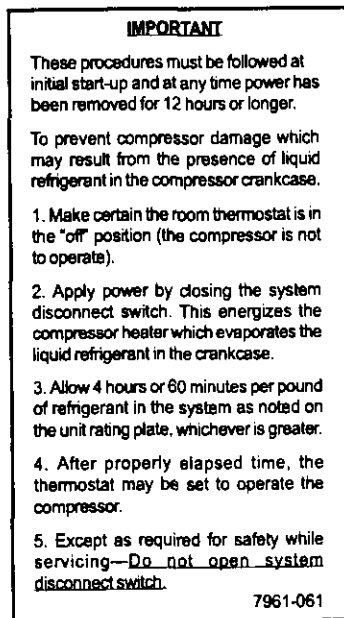 IMPORTANT
These procedures must be followed at
initial start-up and at any time power has
been removed for 12 hours or longer.
To prevent compressor damage which
may result from the presence of liquid
refrigerant in the compressor crankcase.
1. Make certain the room thermostat is in
the "off" position (the compressor is not
to operate).
2. Apply power by closing the system
disconnect switch. This energizes the
compressor heater which evaporates the
liquid refrigerant in the crankcase.
3. Allow 4 hours or 60 minutes per pound
of refrigerant in the system as noted on
the unit rating plate, whichever is greater.
4. After properly elapsed time, the
thermostat may be set to operate the
compressor.
5. Except as required for safety while
servicing—Do not open system
disconnect switch.
7961-061